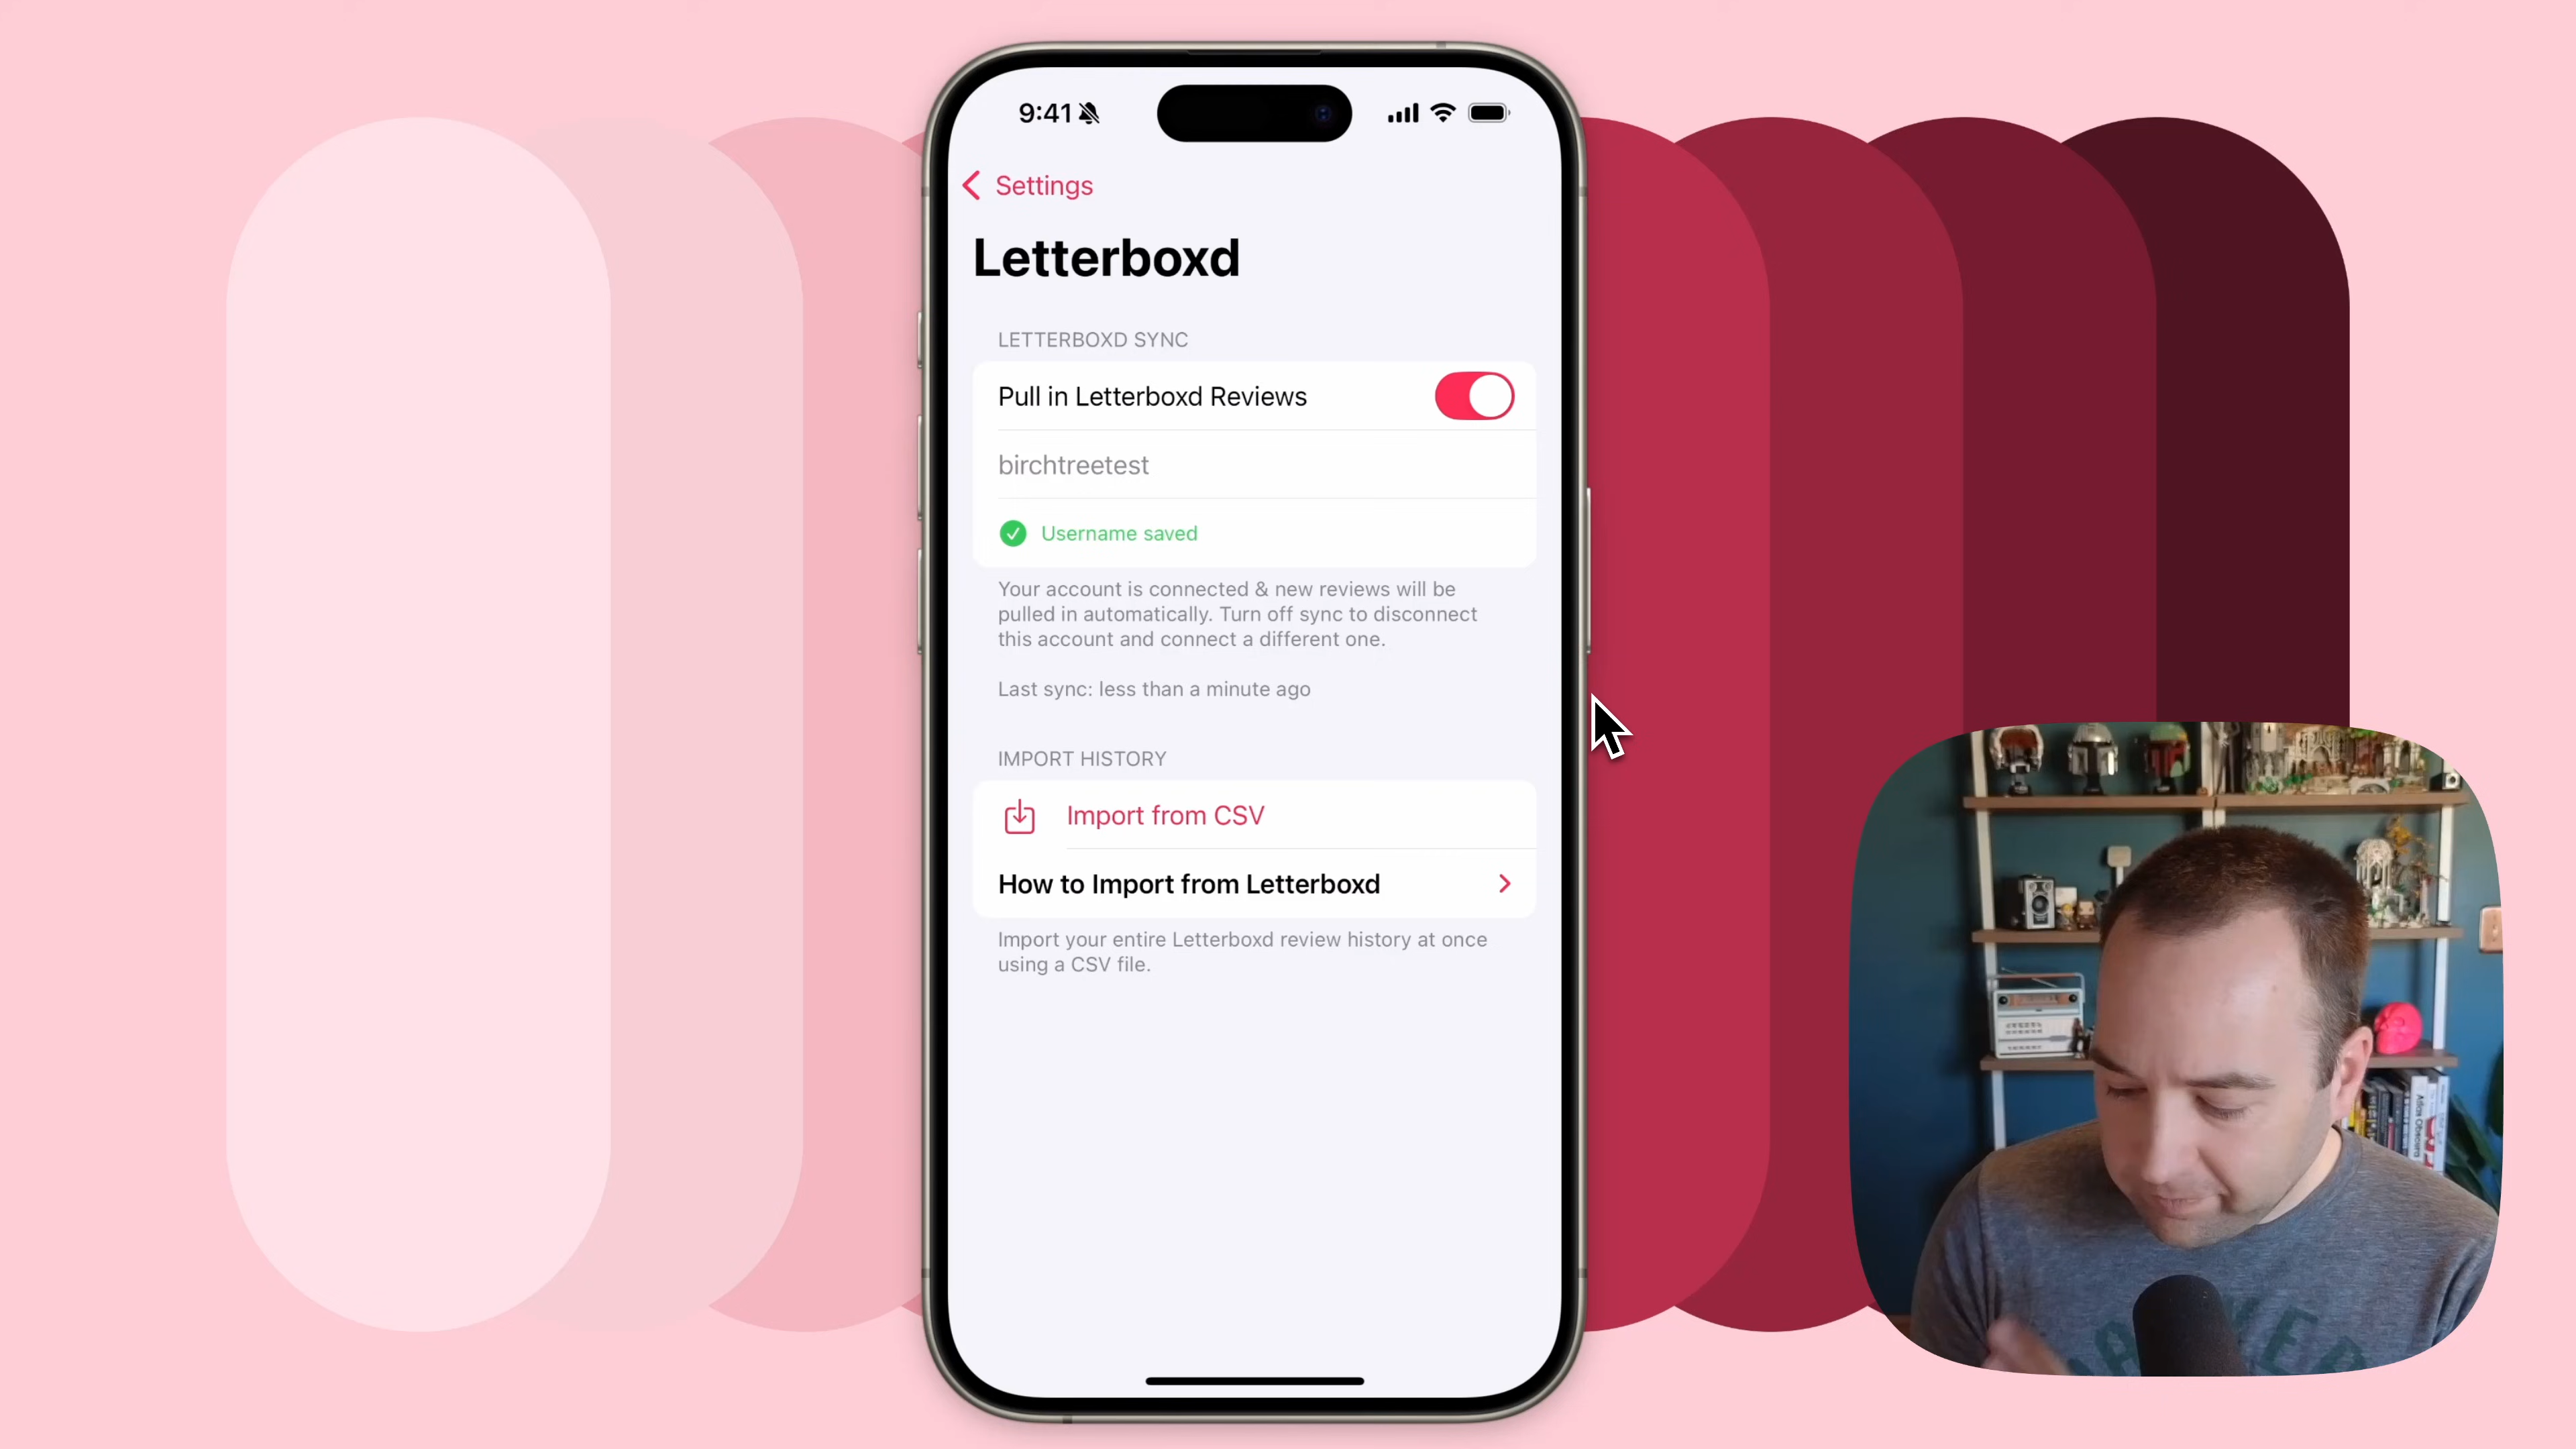 9:41
Settings
Letterboxd
LETTERBOXD SYNC
Pull in Letterboxd Reviews
birchtreetest
Username saved
Your account is connected & new reviews will be
pulled in automatically. Turn off sync to disconnect
this account and connect a different one.
Last sync: less than a minute ago
IMPORT HISTORY
Import from CSV
How to Import from Letterboxd
Import your entire Letterboxd review history at once
using a CSV file.